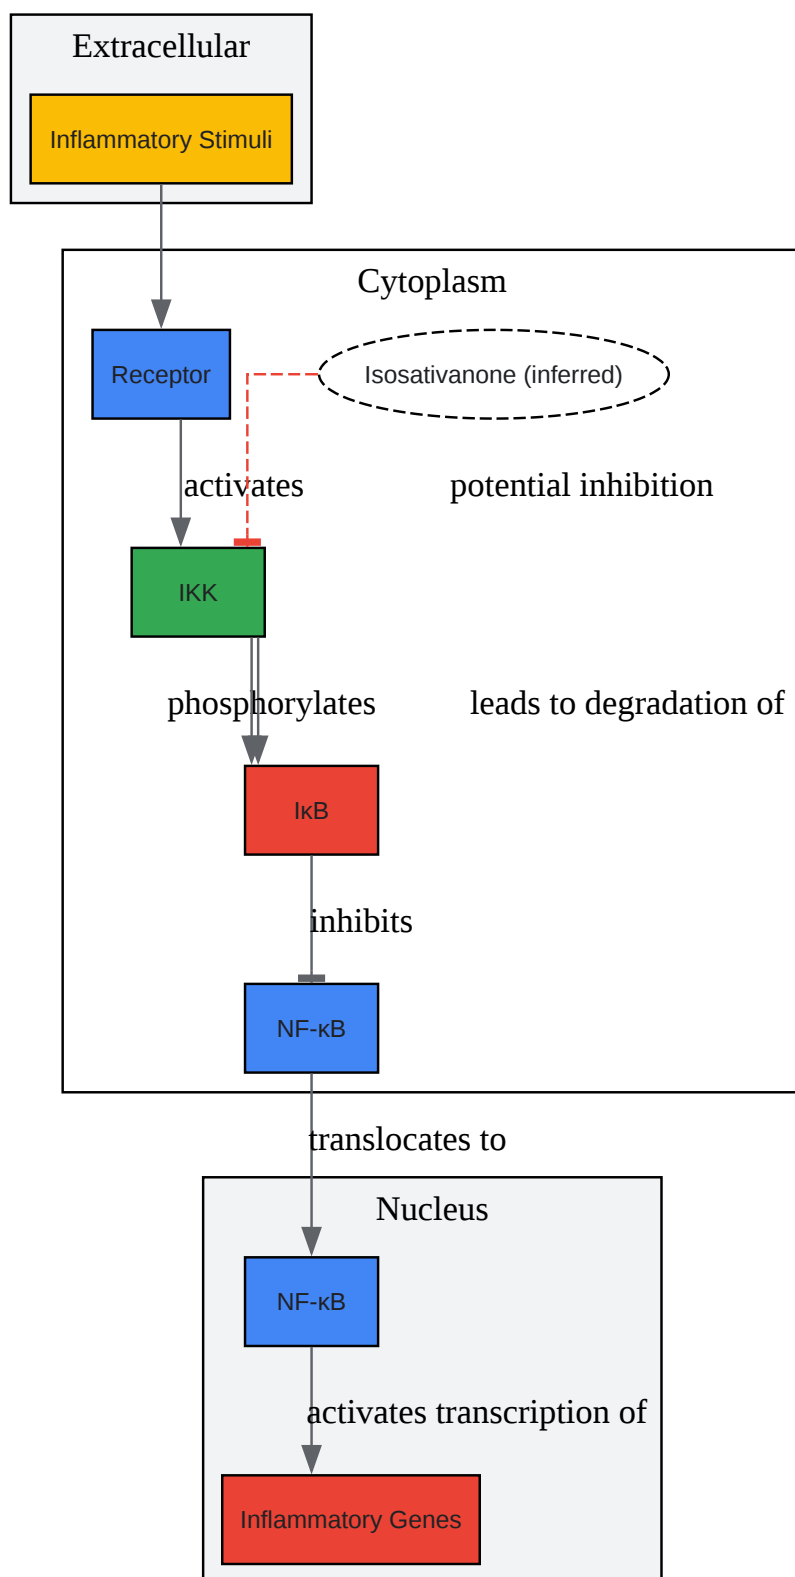 Extracellular
Inflammatory Stimuli
Cytoplasm
Receptor
Isosativanone (inferred)
activates
potential inhibition
IKK
phosphorylates
leads to degradation of
IκB
inhibits
NF-κB
translocates to
Nucleus
NF-κB
activates transcription of
Inflammatory Genes